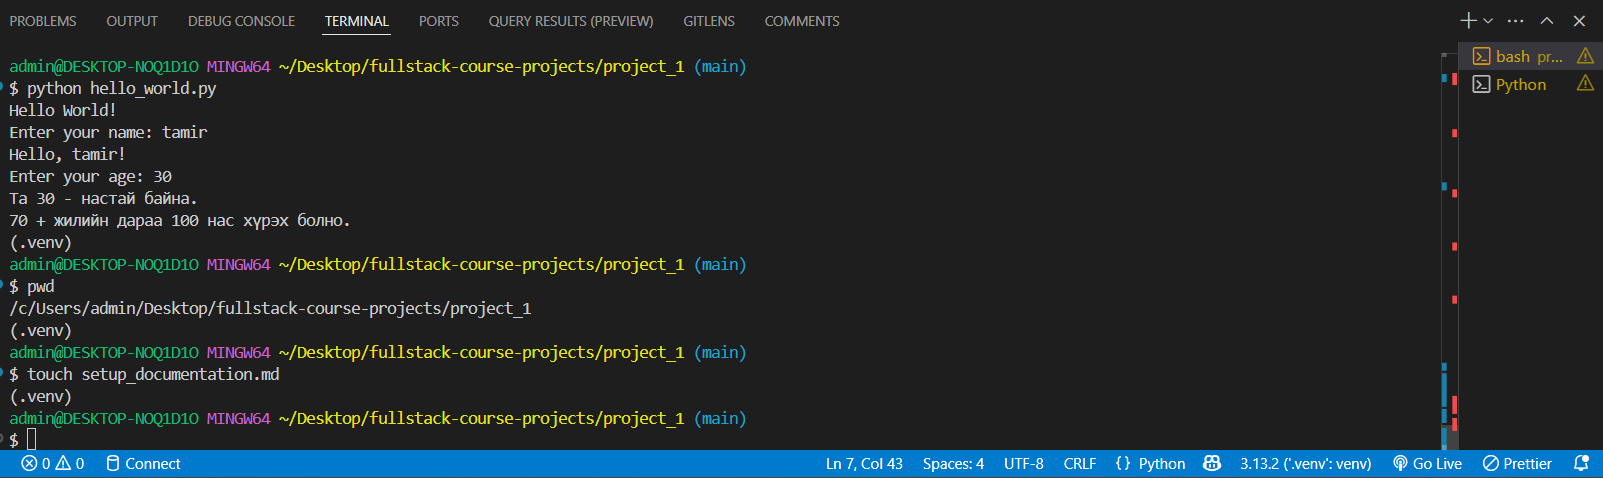 PROBLEMS OUTPUT DEBUG CONSOLE TERMINAL PORTS QUERY RESULTS (PREVIEW) GITLENS COMMENTS
admin@DESKTOP-NOQ1D1O MINGW64 ~/Desktop/fullstack-course-projects/project_1 (main)
$ python hello_world.py
Hello World!
Enter your name: tamir
Hello, tamir!
Enter your age: 30
Та 30 - настай байна.
70 + жилийн дараа 100 нас хүрэх болно.
(.venv)
admin@DESKTOP-NOQ1D1O MINGW64 ~/Desktop/fullstack-course-projects/project_1 (main)
$ pwd
/c/Users/admin/Desktop/fullstack-course-projects/project_1
(.venv)
admin@DESKTOP-NOQ1D1O MINGW64 ~/Desktop/fullstack-course-projects/project_1 (main)
$ touch setup_documentation.md
(.venv)
admin@DESKTOP-NOQ1D1O MINGW64 ~/Desktop/fullstack-course-projects/project_1 (main)
$
bash pr...
Python
0 0 Connect Ln 7, Col 43 Spaces: 4 UTF-8 CRLF {} Python 3.13.2 ('.venv': venv) Go Live Prettier